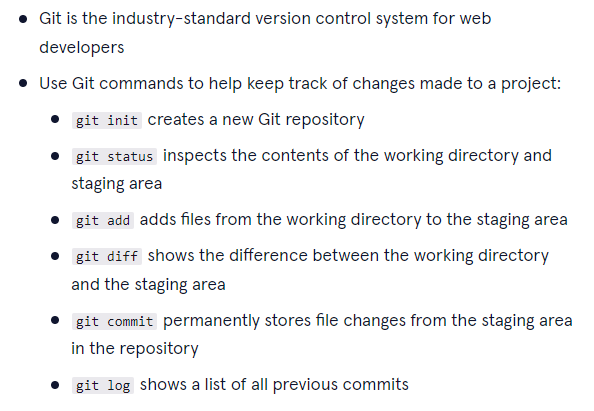 Git is the industry-standard version control system for web
developers
Use Git commands to help keep track of changes made to a project:
git init creates a new Git repository
git status inspects the contents of the working directory and
staging area
git add adds files from the working directory to the staging area
git diff shows the difference between the working directory
and the staging area
git commit permanently stores file changes from the staging area
in the repository
git log shows a list of all previous commits